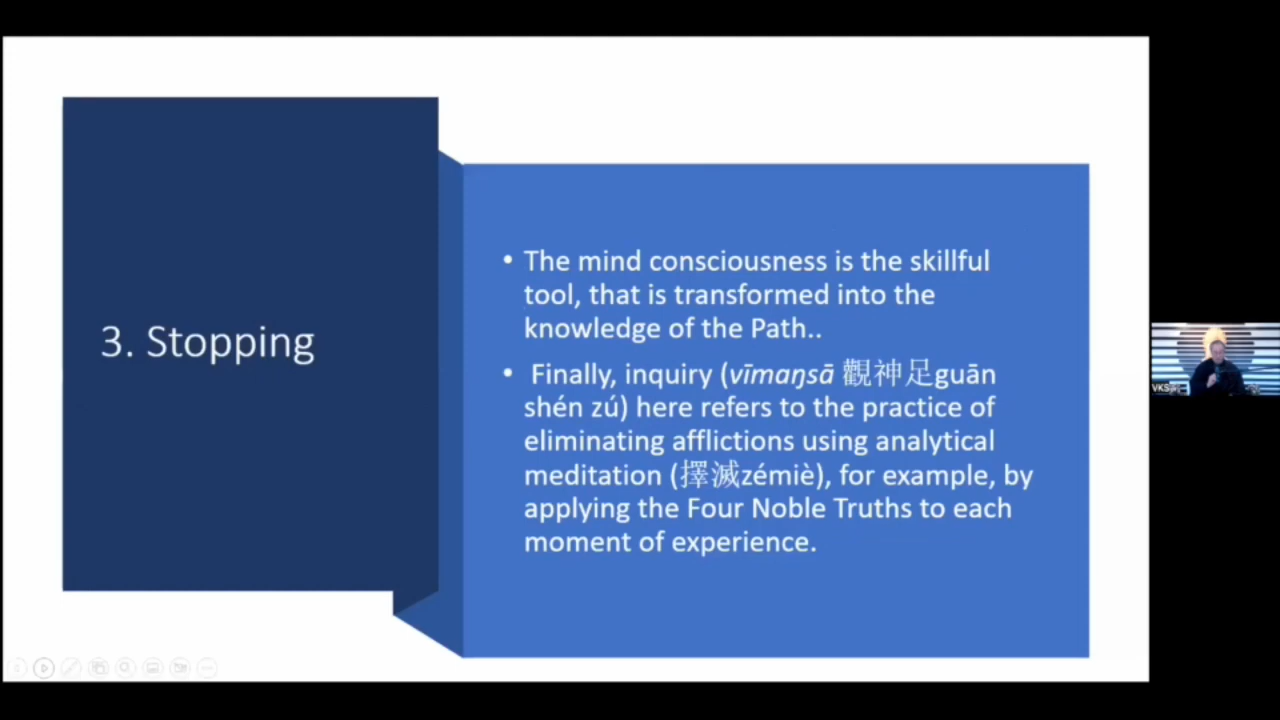 3. Stopping
• The mind consciousness is the skillful
tool, that is transformed into the
knowledge of the Path..
• Finally, inquiry (vīmaŋsā 觀神足guān
shén zú) here refers to the practice of
eliminating afflictions using analytical
meditation (擇滅zémiè), for example, by
applying the Four Noble Truths to each
moment of experience.